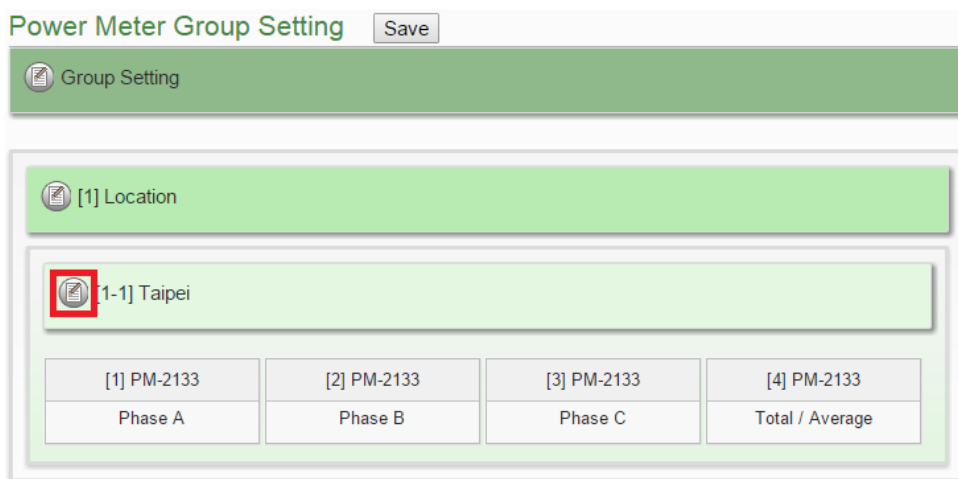 Power Meter Group Setting Save
Group Setting
[1] Location
[1-1] Taipei
[1] PM-2133 [2] PM-2133 [3] PM-2133 [4] PM-2133
Phase A Phase B Phase C Total / Average